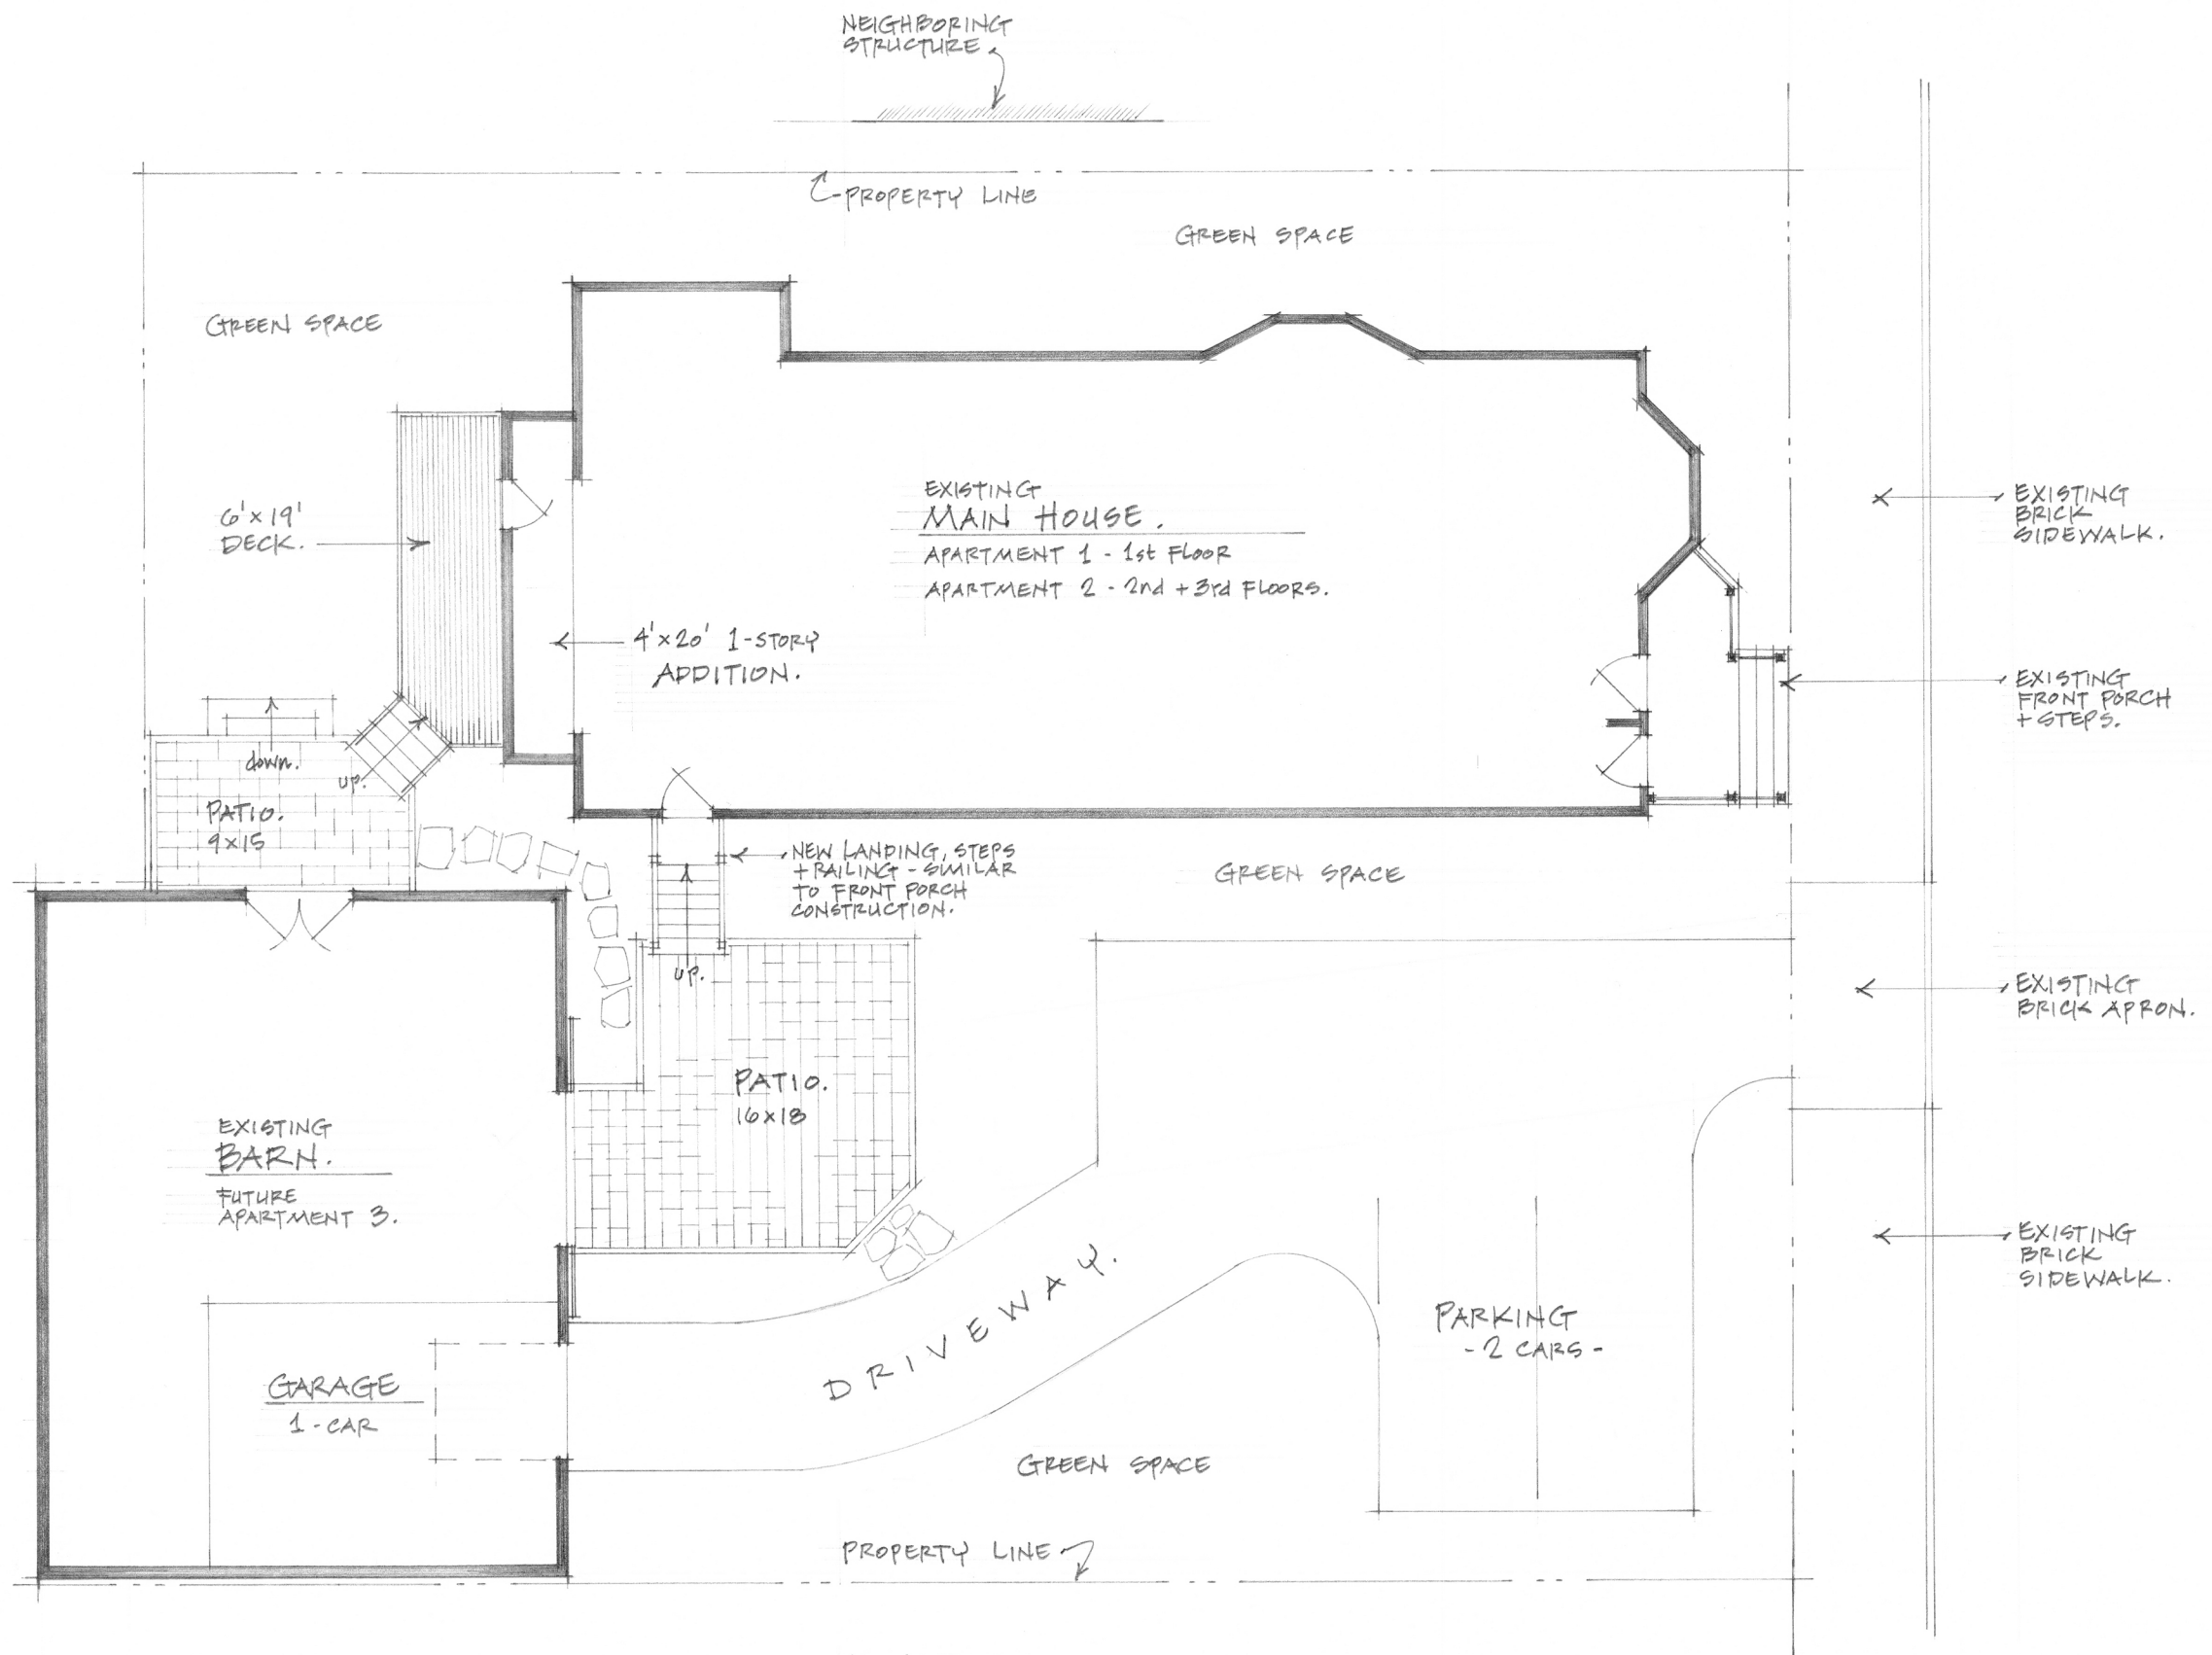 NEIGHBORING
STRUCTURE
PROPERTY LINE
GREEN SPACE
GREEN SPACE
EXISTING
MAIN HOUSE.
APARTMENT 1 - 1st FLOOR
APARTMENT 2 - 2nd + 3rd FLOORS.
EXISTING
BRICK
SIDEWALK.
6'x19'
DECK.
4'x20' 1-STORY
ADDITION.
EXISTING
FRONT PORCH
+ STEPS.
down.
up.
PATIO.
9x15
NEW LANDING, STEPS
+ RAILING - SIMILAR
TO FRONT PORCH
CONSTRUCTION.
GREEN SPACE
up.
EXISTING
BRICK APRON.
PATIO.
16x18
EXISTING
BARN.
FUTURE
APARTMENT 3.
EXISTING
BRICK
SIDEWALK.
DRIVEWAY.
PARKING
- 2 CARS -
GARAGE
1 - CAR
GREEN SPACE
PROPERTY LINE